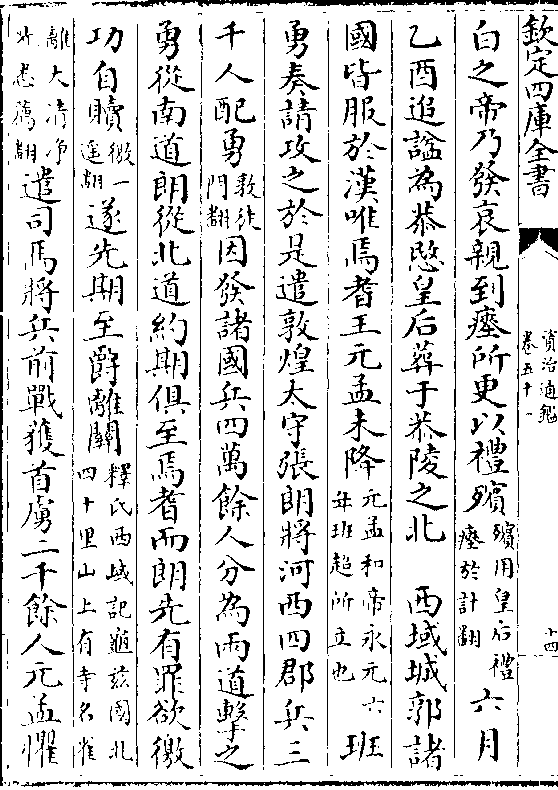 欽定四庫全書
資治通鑑
卷五十一
十四
白之帝乃發哀親到瘞所更以禮殯殯用皇后禮瘞於計翻六月
乙酉追諡為恭愍皇后葬于恭陵之北 西域城郭諸
國皆服於漢唯焉耆王元孟未降元孟和帝永元六年班超所立也班
勇奏請攻之於是遣敦煌太守張朗將河西四郡兵三
千人配勇敦徒門翻因發諸國兵四萬餘人分為兩道擊之
勇從南道朗從北道約期俱至焉耆而朗先有罪欲徼
功自贖徼一遥翻遂先期至爵離關釋氏西域記龜兹國北四十里山上有寺名雀
離大清浄先悉薦翻遣司馬將兵前戰獲首虜二千餘人元孟懼